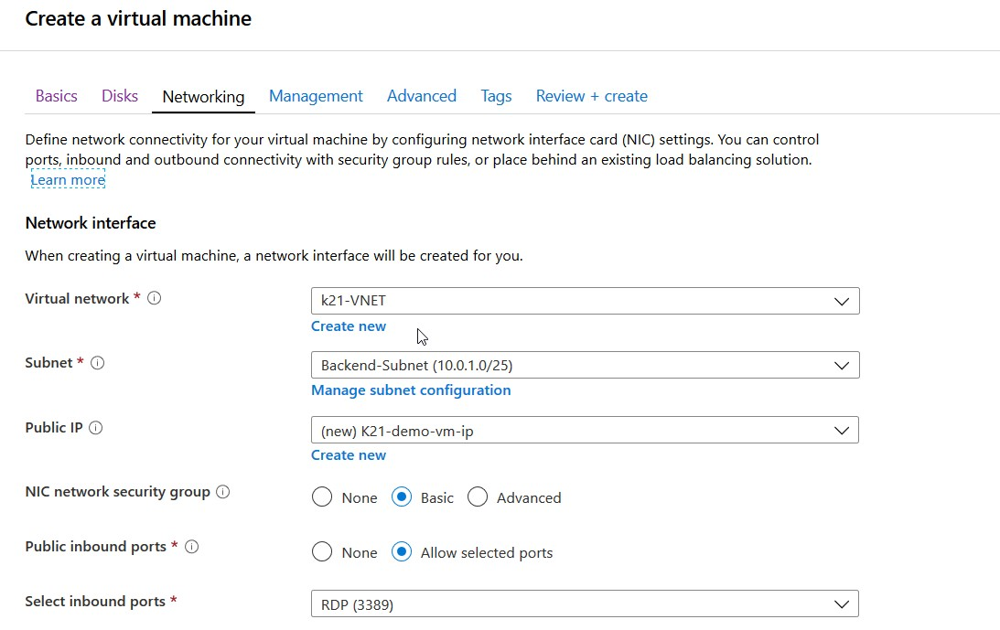 Create a virtual machine
Basics Disks Networking Management Advanced Tags Review + create
Define network connectivity for your virtual machine by configuring network interface card (NIC) settings. You can control
ports, inbound and outbound connectivity with security group rules, or place behind an existing load balancing solution.
Learn more
Network interface
When creating a virtual machine, a network interface will be created for you.
Virtual network * k21-VNET
Create new
Subnet * Backend-Subnet (10.0.1.0/25)
Manage subnet configuration
Public IP (new) K21-demo-vm-ip
Create new
NIC network security group None Basic Advanced
Public inbound ports * None Allow selected ports
Select inbound ports * RDP (3389)